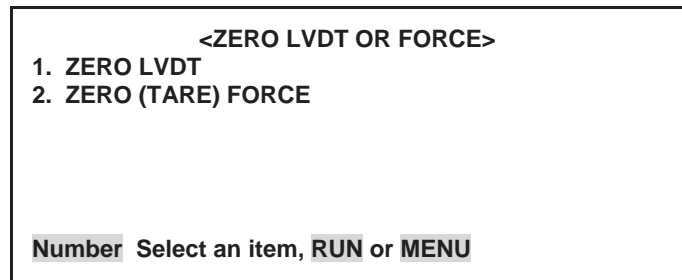 <ZERO LVDT OR FORCE>
1. ZERO LVDT
2. ZERO (TARE) FORCE
Number Select an item, RUN or MENU